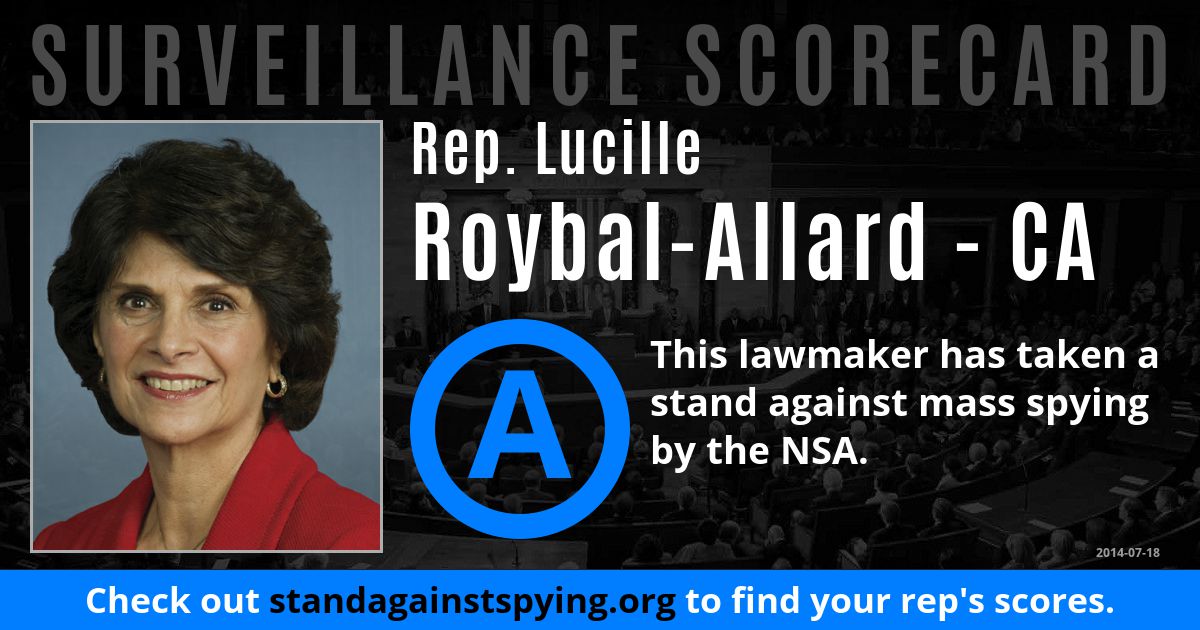 SURVEILLANCE SCORECARD
Rep. Lucille
Roybal-Allard - CA
A
This lawmaker has taken a
stand against mass spying
by the NSA.
2014-07-18
Check out standagainstspying.org to find your rep's scores.